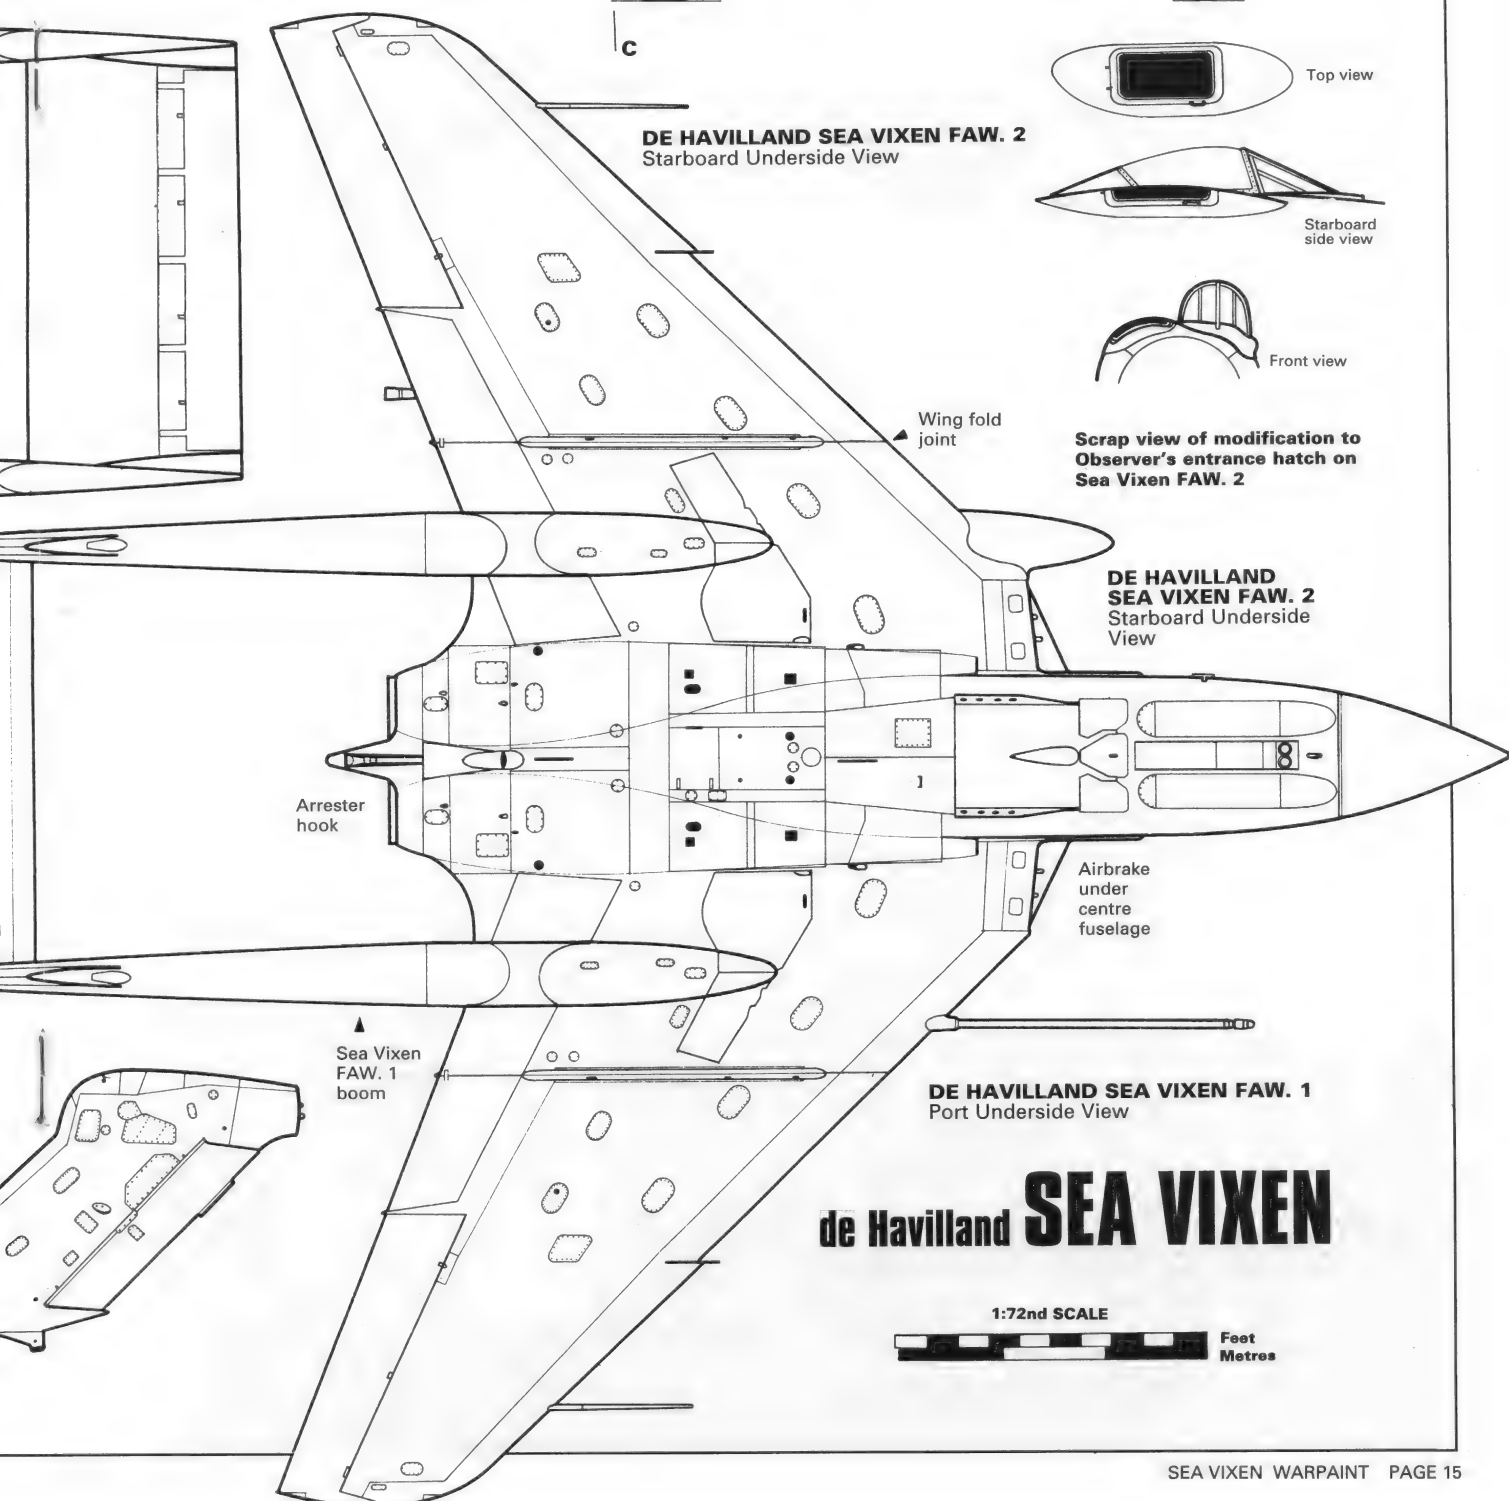 C
Top view
DE HAVILLAND SEA VIXEN FAW. 2
Starboard Underside View
Starboard
side view
Front view
Wing fold
joint
Scrap view of modification to
Observer's entrance hatch on
Sea Vixen FAW. 2
DE HAVILLAND
SEA VIXEN FAW. 2
Starboard Underside
View
Arrester
hook
Airbrake
under
centre
fuselage
Sea Vixen
FAW. 1
boom
DE HAVILLAND SEA VIXEN FAW. 1
Port Underside View
de Havilland SEA VIXEN
1:72nd SCALE
Feet
Metres
SEA VIXEN WARPAINT PAGE 15